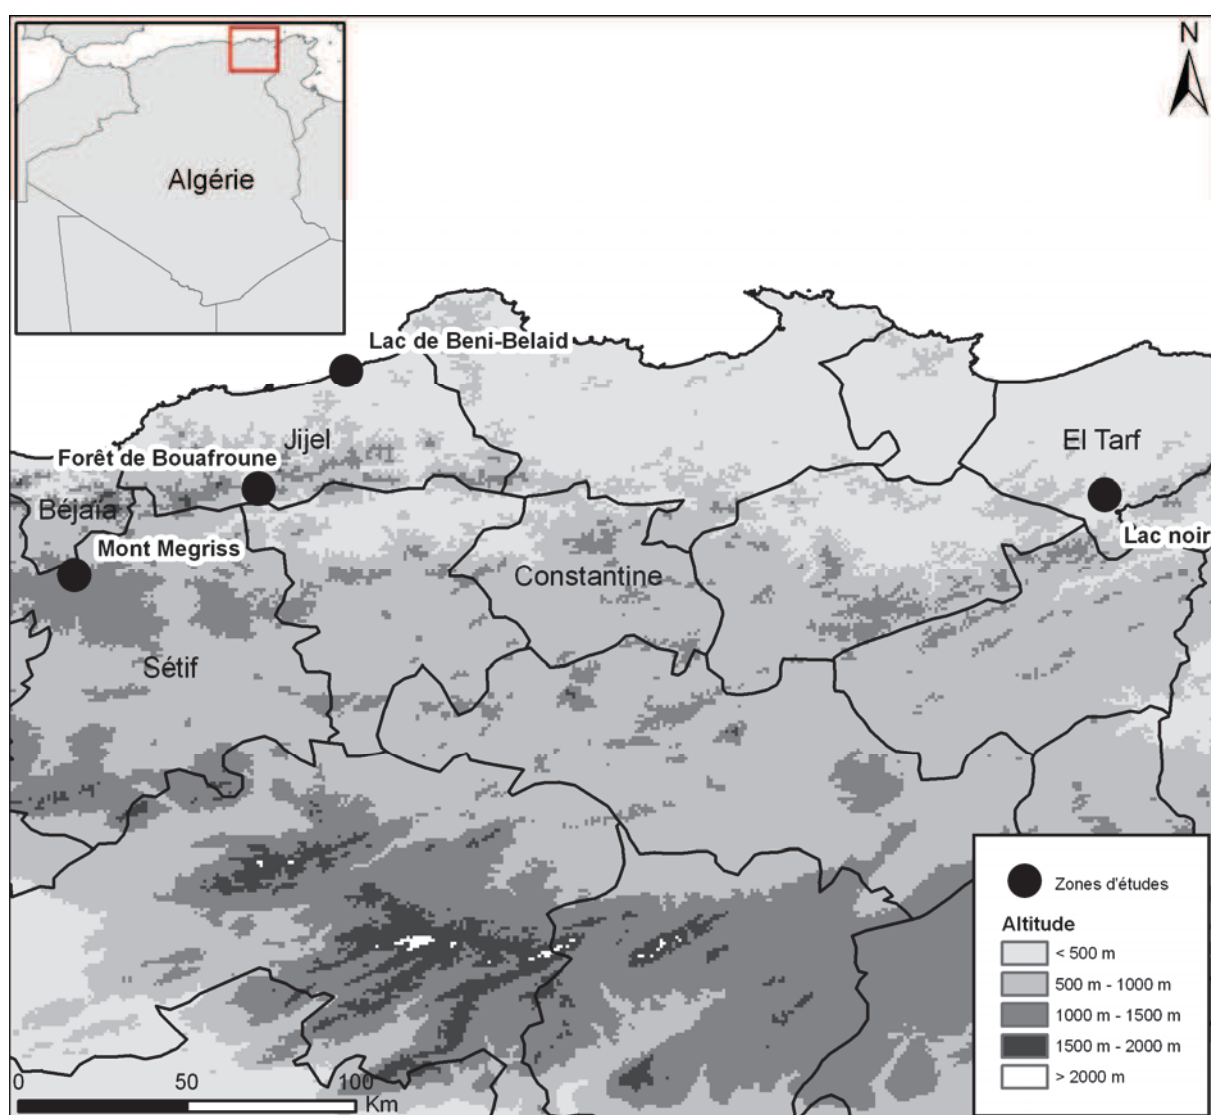 N
Algérie
Lac de Beni-Belaid
Jijel
El Tarf
Forêt de Bouafroune
Béjaïa
Lac noir
Mont Megriss
Constantine
Sétif
Zones d'études
Altitude
< 500 m
500 m - 1000 m
1000 m - 1500 m
1500 m - 2000 m
> 2000 m
0 50 100
Km